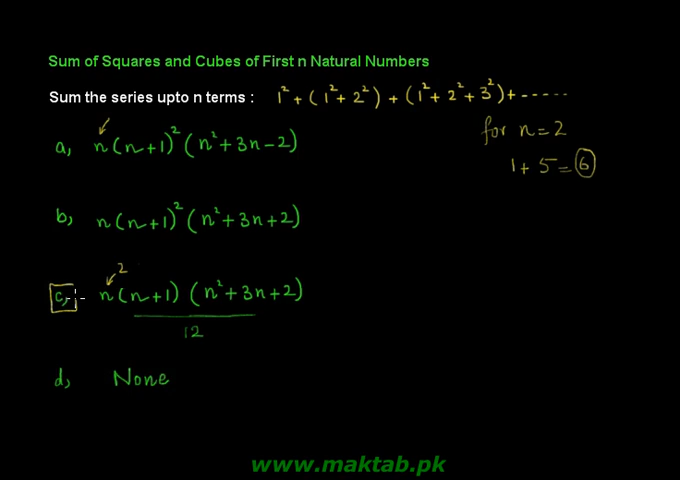 Sum of Squares and Cubes of First n Natural Numbers
Sum the series upto n terms : 1² + (1² + 2²) + (1² + 2² + 3²) + ------
for n = 2
1 + 5 = 6
a, n(n+1)²(n²+3n-2)
b, n(n+1)²(n²+3n+2)
2
c, n(n+1)(n²+3n+2)
12
d, None
www.maktab.pk